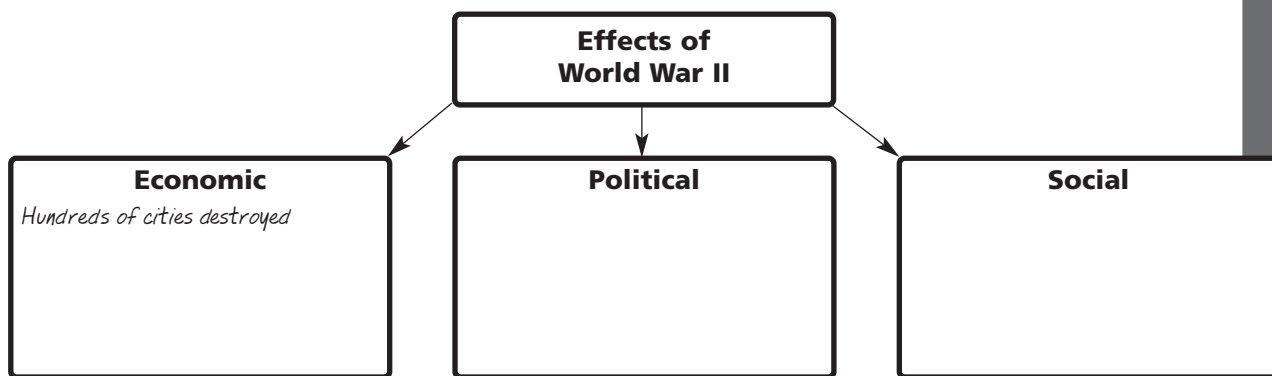 Effects of
World War II
Economic
Hundreds of cities destroyed
Political
Social